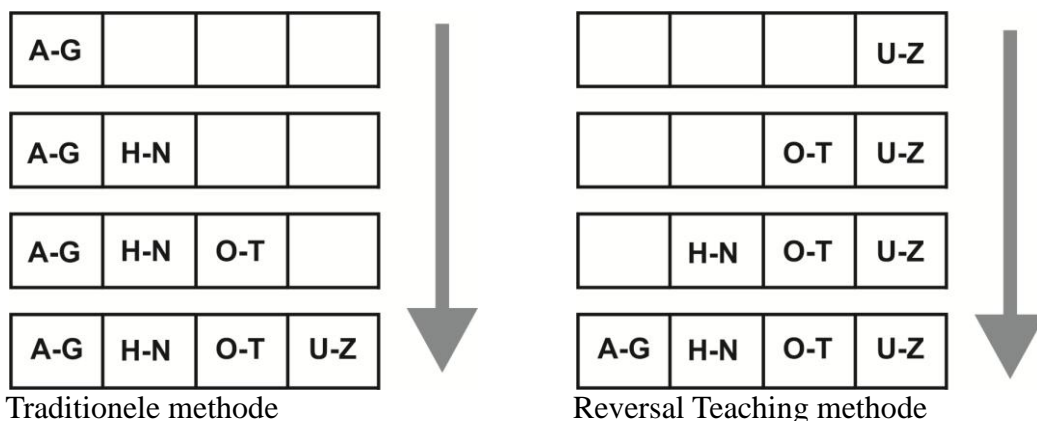 A-G
U-Z
A-G H-N
O-T U-Z
A-G H-N O-T
H-N O-T U-Z
A-G H-N O-T U-Z
A-G H-N O-T U-Z
Traditionele methode
Reversal Teaching methode